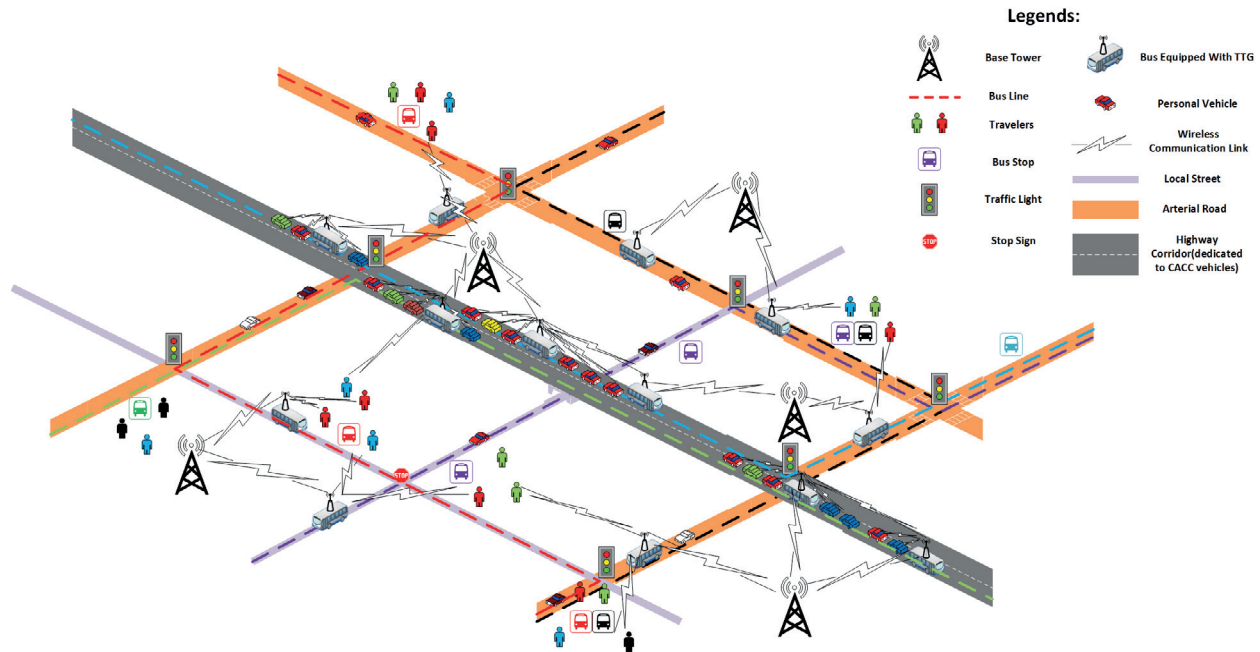 Legends:
Base Tower
Bus Equipped With TTG
Bus Line
Personal Vehicle
Travelers
Wireless
Communication Link
Bus Stop
Local Street
Traffic Light
Arterial Road
STOP
Stop Sign
Highway
Corridor(dedicated
to CACC vehicles)
STOP